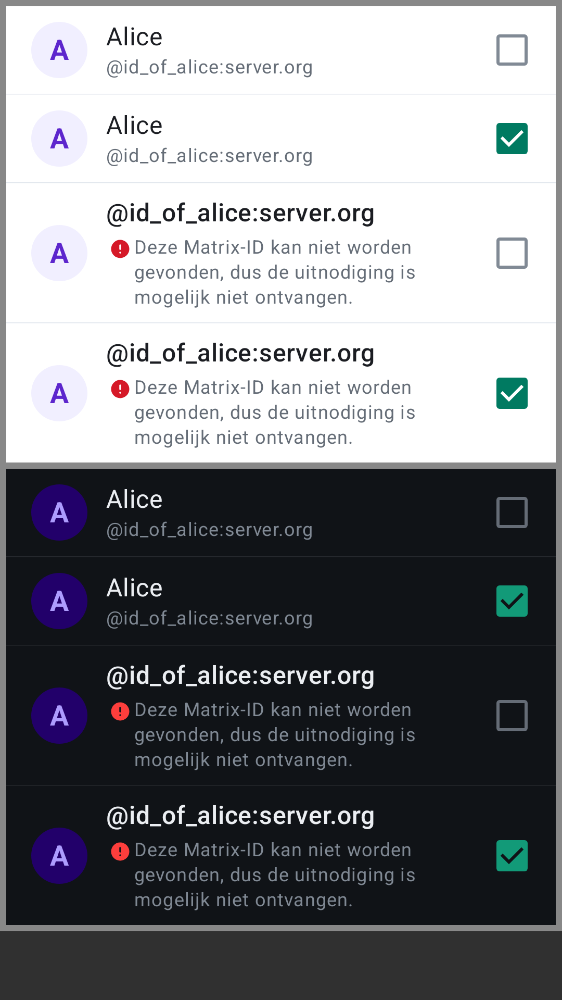 A
Alice
@id_of_alice:server.org
A
Alice
@id_of_alice:server.org
A
@id_of_alice:server.org
Deze Matrix-ID kan niet worden
gevonden, dus de uitnodiging is
mogelijk niet ontvangen.
A
@id_of_alice:server.org
Deze Matrix-ID kan niet worden
gevonden, dus de uitnodiging is
mogelijk niet ontvangen.
A
Alice
@id_of_alice:server.org
A
Alice
@id_of_alice:server.org
A
@id_of_alice:server.org
Deze Matrix-ID kan niet worden
gevonden, dus de uitnodiging is
mogelijk niet ontvangen.
A
@id_of_alice:server.org
Deze Matrix-ID kan niet worden
gevonden, dus de uitnodiging is
mogelijk niet ontvangen.